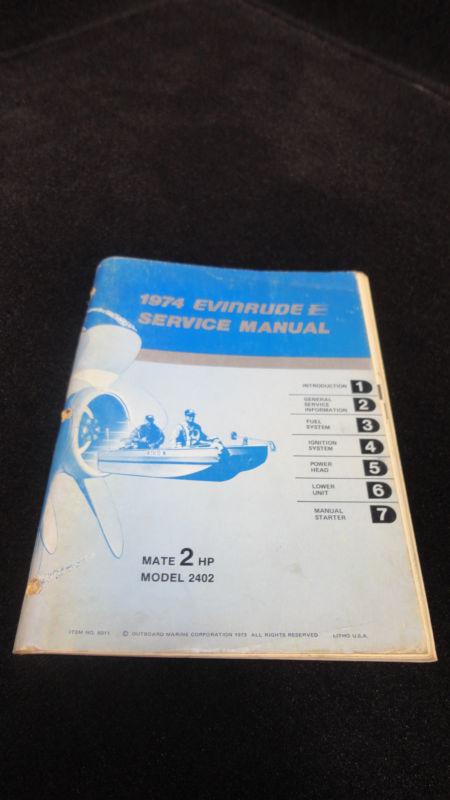 1974 EVINRUDE E
SERVICE MANUAL
INTRODUCTION 1
GENERAL
SERVICE
INFORMATION 2
FUEL
SYSTEM 3
IGNITION
SYSTEM 4
POWER
HEAD 5
LOWER
UNIT 6
MANUAL
STARTER 7
MATE 2 HP
MODEL 2402
© OUTBOARD MARINE CORPORATION 1973 ALL RIGHTS RESERVED
LITHO U.S.A.